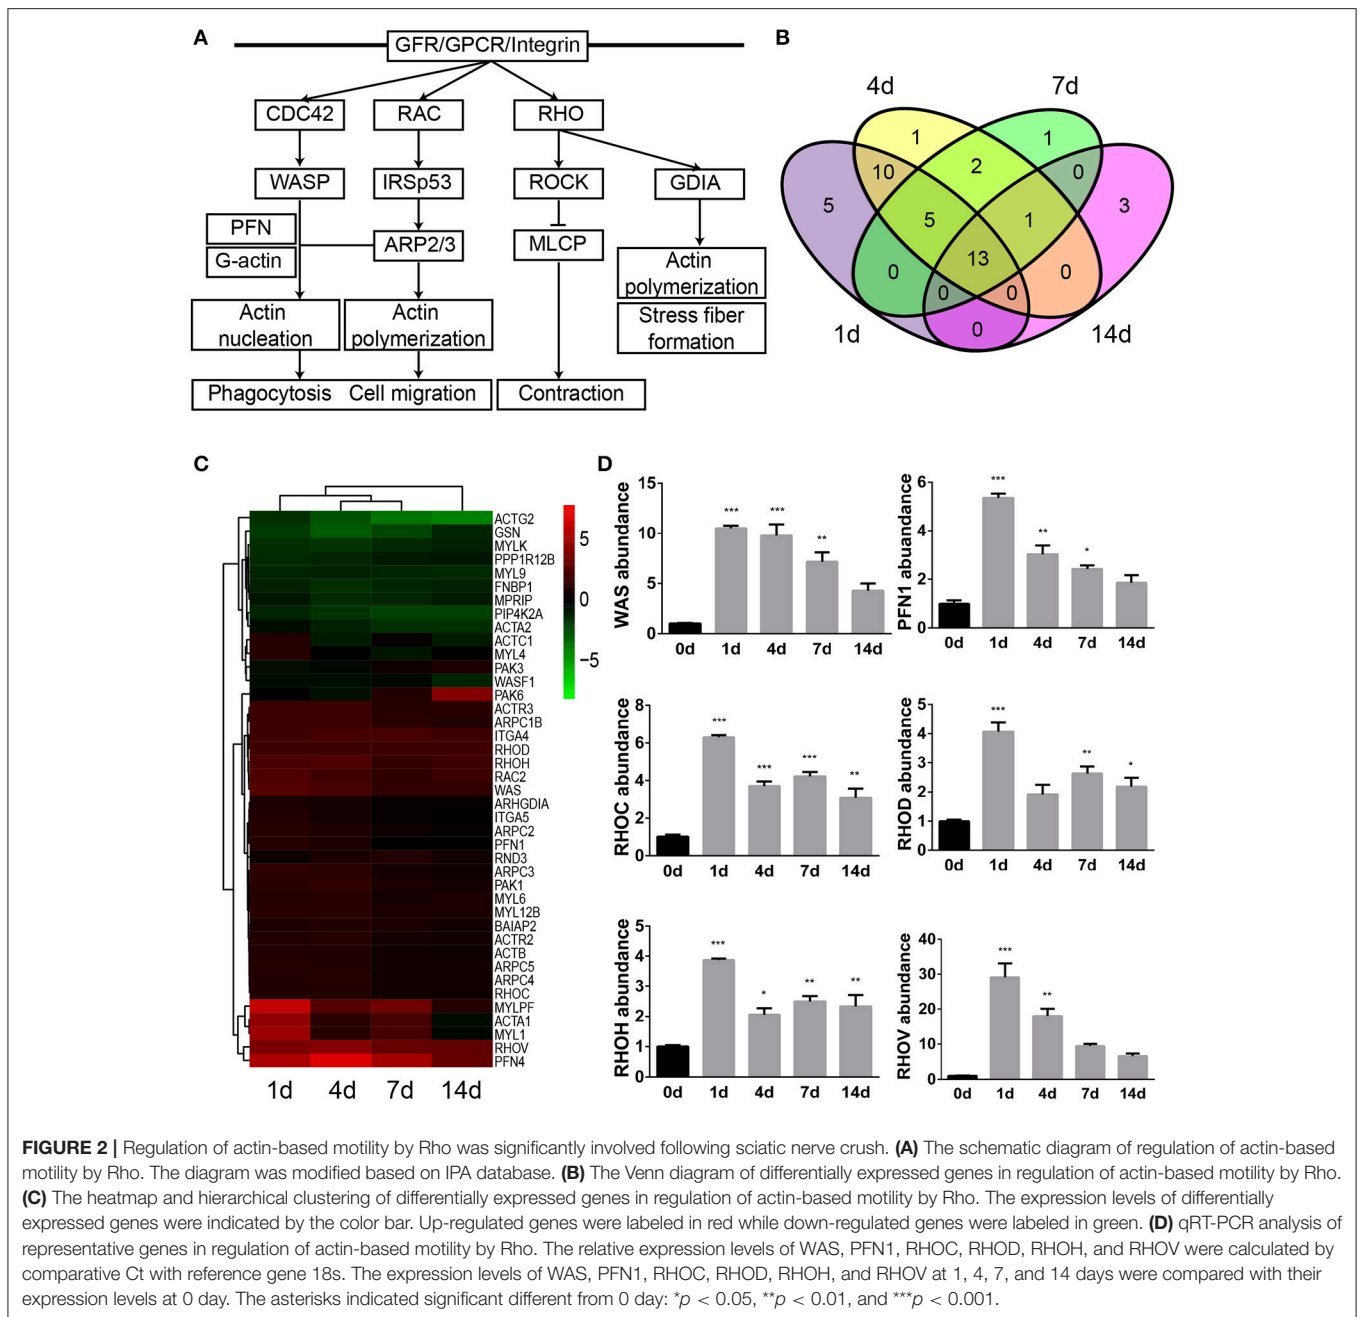 A
GFR/GPCR/Integrin
CDC42
RAC
RHO
WASP
IRSp53
ROCK
GDIA
PFN
G-actin
ARP2/3
MLCP
Actin
nucleation
Actin
polymerization
Actin
polymerization
Stress fiber
formation
Phagocytosis
Cell migration
Contraction
B
4d
7d
1
1
10
2
0
5
5
1
3
13
0
0
0
0
0
1d
14d
C
5
0
−5
ACTG2
GSN
MYLK
PPP1R12B
MYL9
FNBP1
MPRIP
PIP4K2A
ACTA2
ACTC1
MYL4
PAK3
WASF1
PAK6
ACTR3
ARPC1B
ITGA4
RHOD
RHOH
RAC2
WAS
ARHGDIA
ITGA5
ARPC2
PFN1
RND3
ARPC3
PAK1
MYL6
MYL12B
BAIAP2
ACTR2
ACTB
ARPC5
ARPC4
RHOC
MYLPF
ACTA1
MYL1
RHOV
PFN4
1d 4d 7d 14d
D
WAS abundance
15
10
5
0
***
***
**
0d 1d 4d 7d 14d
PFN1 abuandance
6
4
2
0
***
**
*
0d 1d 4d 7d 14d
RHOC abundance
8
6
4
2
0
***
***
***
**
0d 1d 4d 7d 14d
RHOD abundance
5
4
3
2
1
0
***
**
*
0d 1d 4d 7d 14d
RHOH abundance
5
4
3
2
1
0
***
*
**
**
0d 1d 4d 7d 14d
RHOV abundance
40
30
20
10
0
***
**
0d 1d 4d 7d 14d
FIGURE 2 | Regulation of actin-based motility by Rho was significantly involved following sciatic nerve crush. (A) The schematic diagram of regulation of actin-based
motility by Rho. The diagram was modified based on IPA database. (B) The Venn diagram of differentially expressed genes in regulation of actin-based motility by Rho.
(C) The heatmap and hierarchical clustering of differentially expressed genes in regulation of actin-based motility by Rho. The expression levels of differentially
expressed genes were indicated by the color bar. Up-regulated genes were labeled in red while down-regulated genes were labeled in green. (D) qRT-PCR analysis of
representative genes in regulation of actin-based motility by Rho. The relative expression levels of WAS, PFN1, RHOC, RHOD, RHOH, and RHOV were calculated by
comparative Ct with reference gene 18s. The expression levels of WAS, PFN1, RHOC, RHOD, RHOH, and RHOV at 1, 4, 7, and 14 days were compared with their
expression levels at 0 day. The asterisks indicated significant different from 0 day: *p < 0.05, **p < 0.01, and ***p < 0.001.